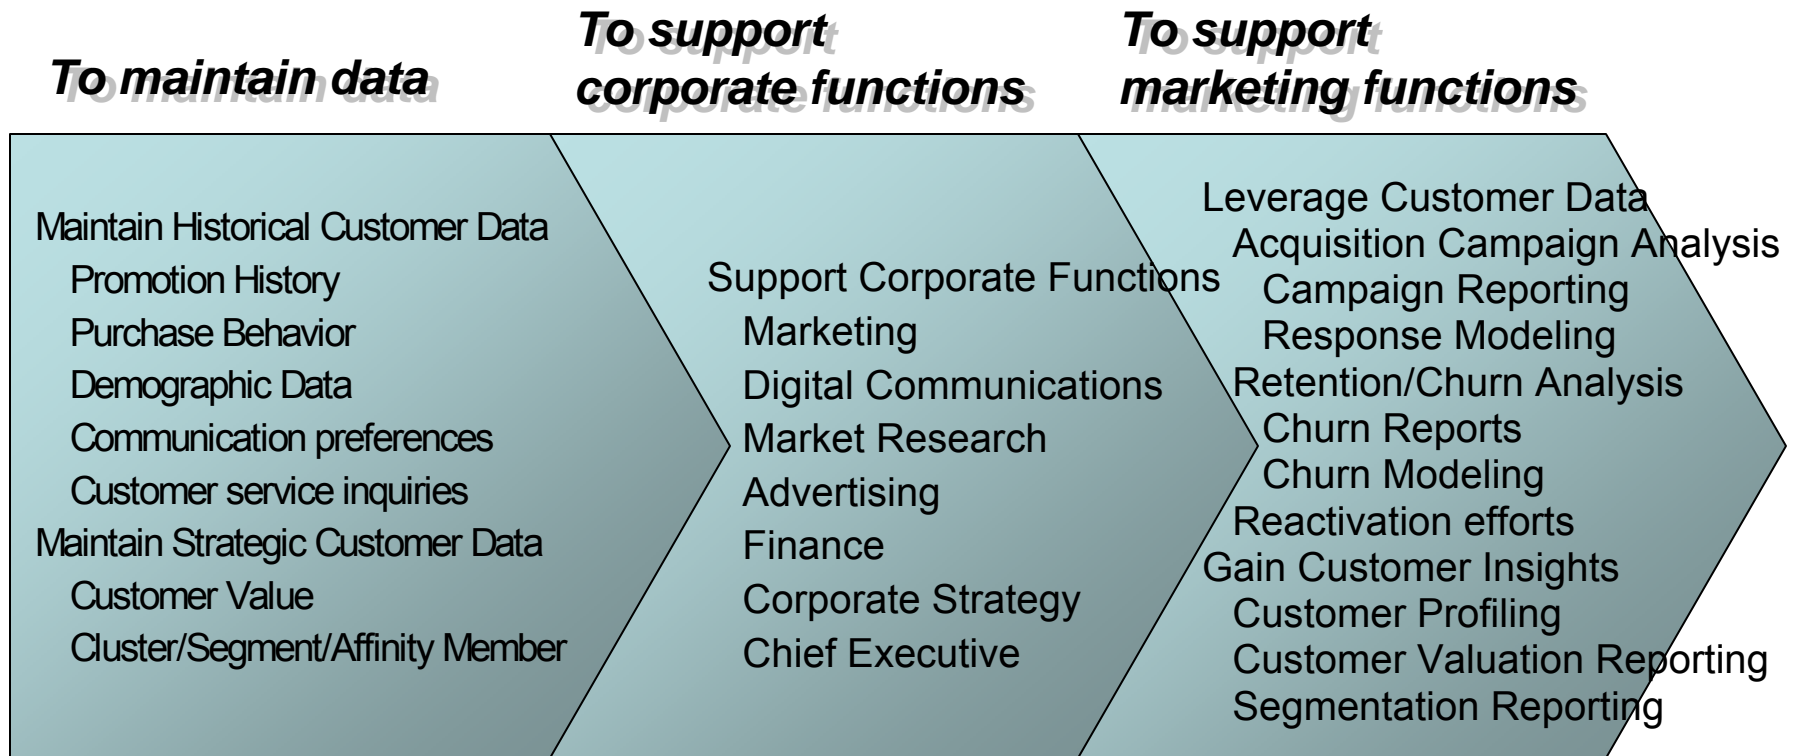 To maintain data
To support
corporate functions
To support
marketing functions
Maintain Historical Customer Data
Promotion History
Purchase Behavior
Demographic Data
Communication preferences
Customer service inquiries
Maintain Strategic Customer Data
Customer Value
Cluster/Segment/Affinity Member
Support Corporate Functions
Marketing
Digital Communications
Market Research
Advertising
Finance
Corporate Strategy
Chief Executive
Leverage Customer Data
Acquisition Campaign Analysis
Campaign Reporting
Response Modeling
Retention/Churn Analysis
Churn Reports
Churn Modeling
Reactivation efforts
Gain Customer Insights
Customer Profiling
Customer Valuation Reporting
Segmentation Reporting